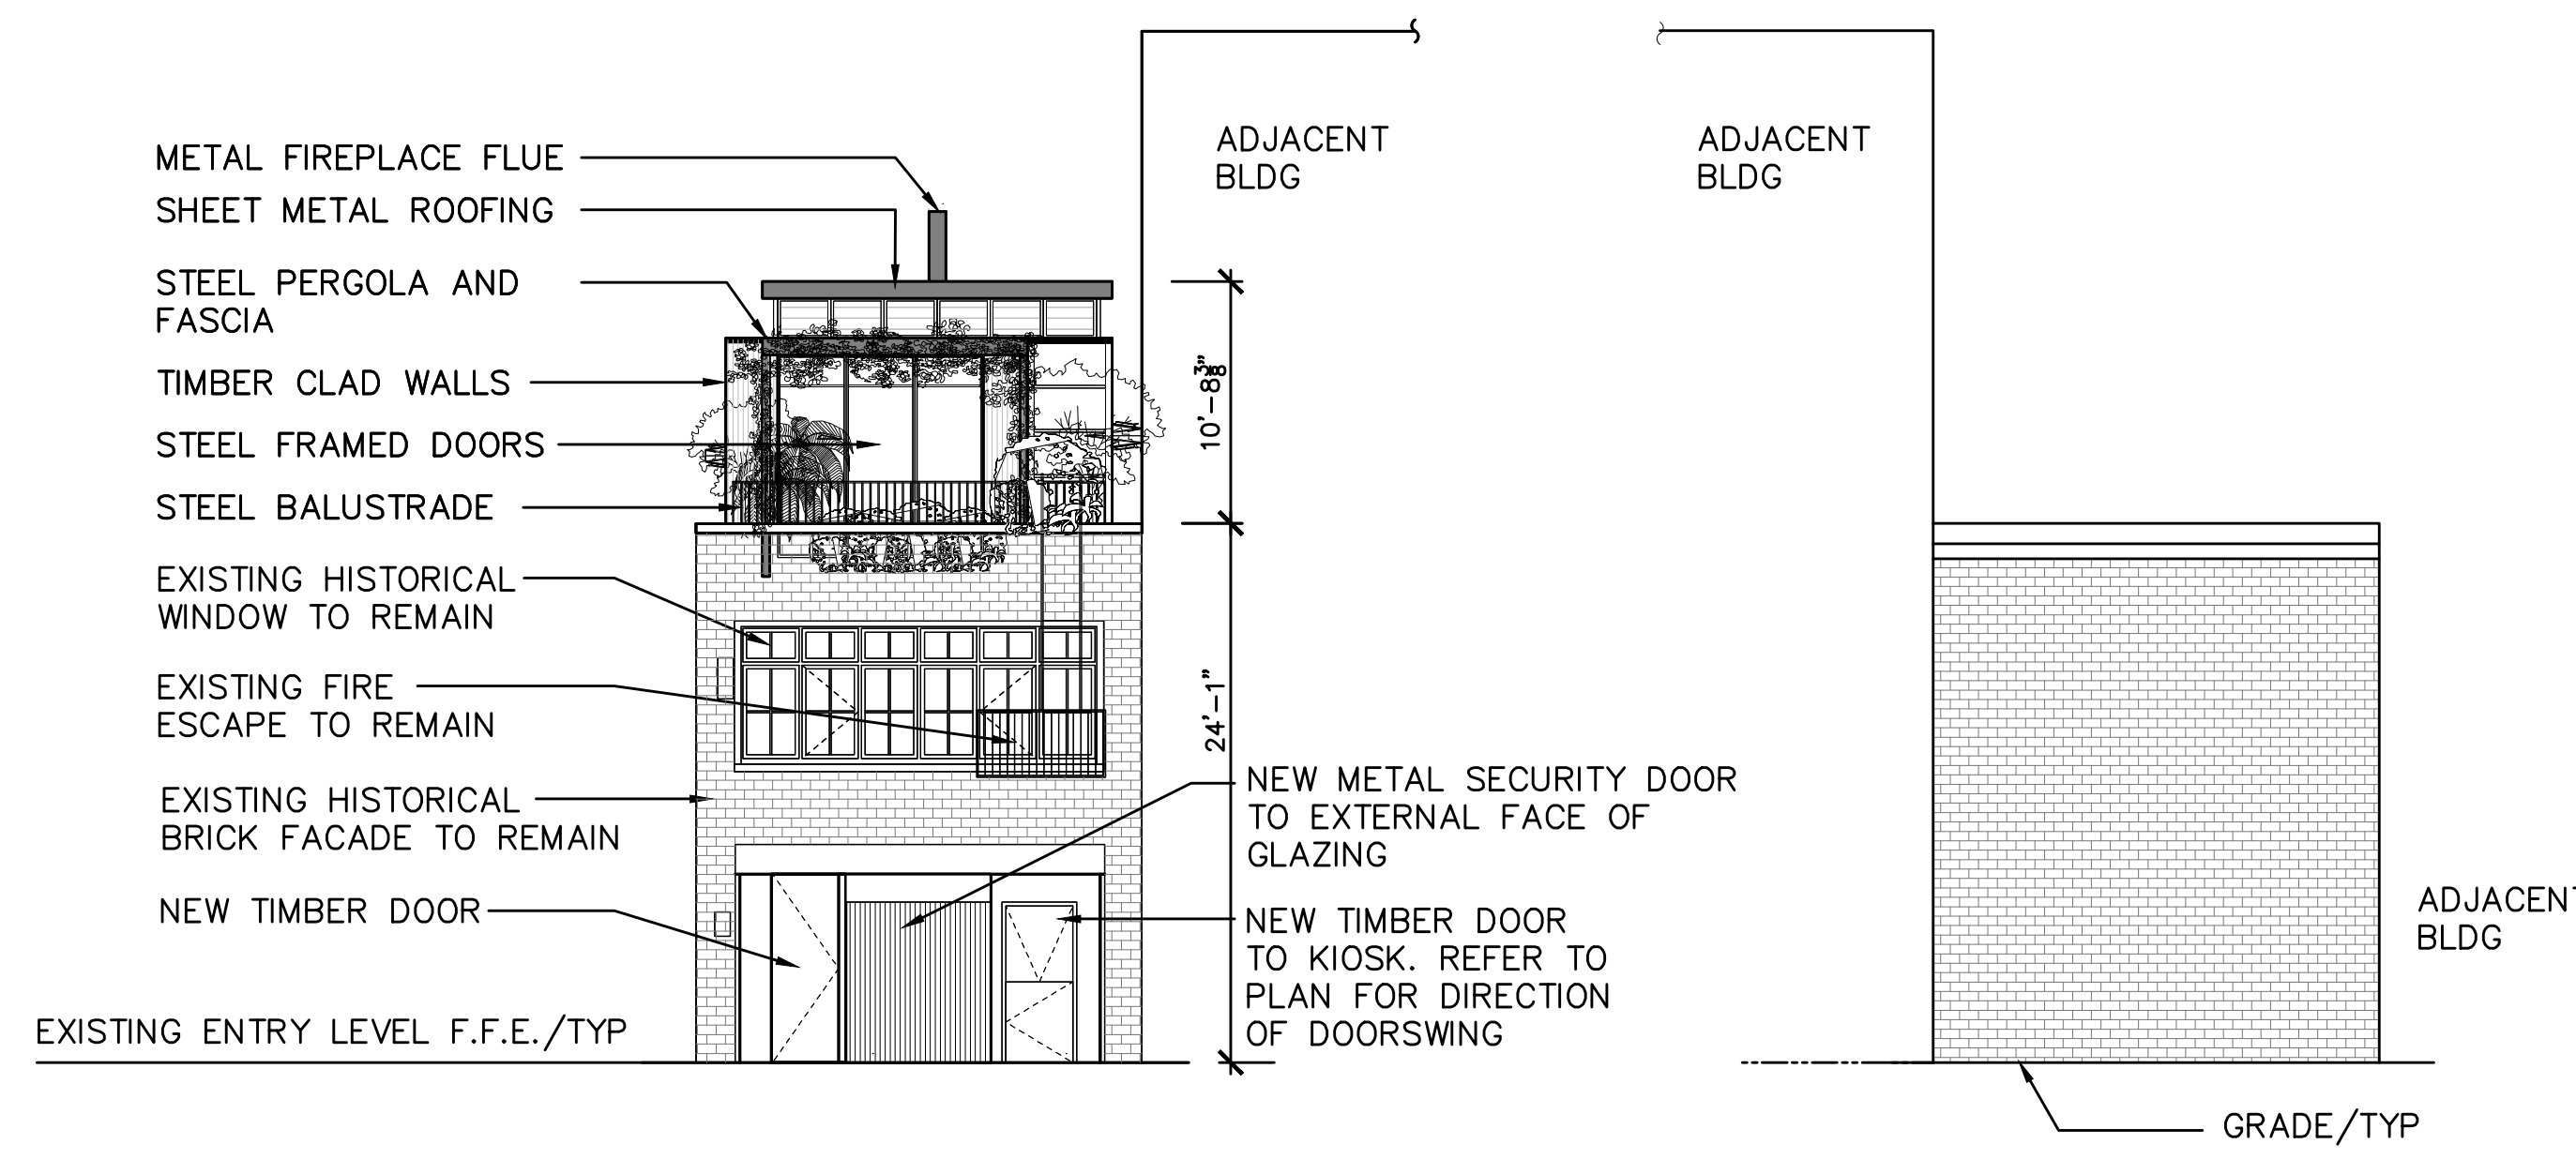 ADJACENT
BLDG
ADJACENT
BLDG
METAL FIREPLACE FLUE
SHEET METAL ROOFING
STEEL PERGOLA AND
FASCIA
TIMBER CLAD WALLS
STEEL FRAMED DOORS
STEEL BALUSTRADE
10'-8 3/8"
EXISTING HISTORICAL
WINDOW TO REMAIN
EXISTING FIRE
ESCAPE TO REMAIN
24'-1"
EXISTING HISTORICAL
BRICK FACADE TO REMAIN
NEW TIMBER DOOR
NEW METAL SECURITY DOOR
TO EXTERNAL FACE OF
GLAZING
NEW TIMBER DOOR
TO KIOSK. REFER TO
PLAN FOR DIRECTION
OF DOORSWING
ADJACENT
BLDG
EXISTING ENTRY LEVEL F.F.E./TYP
GRADE/TYP